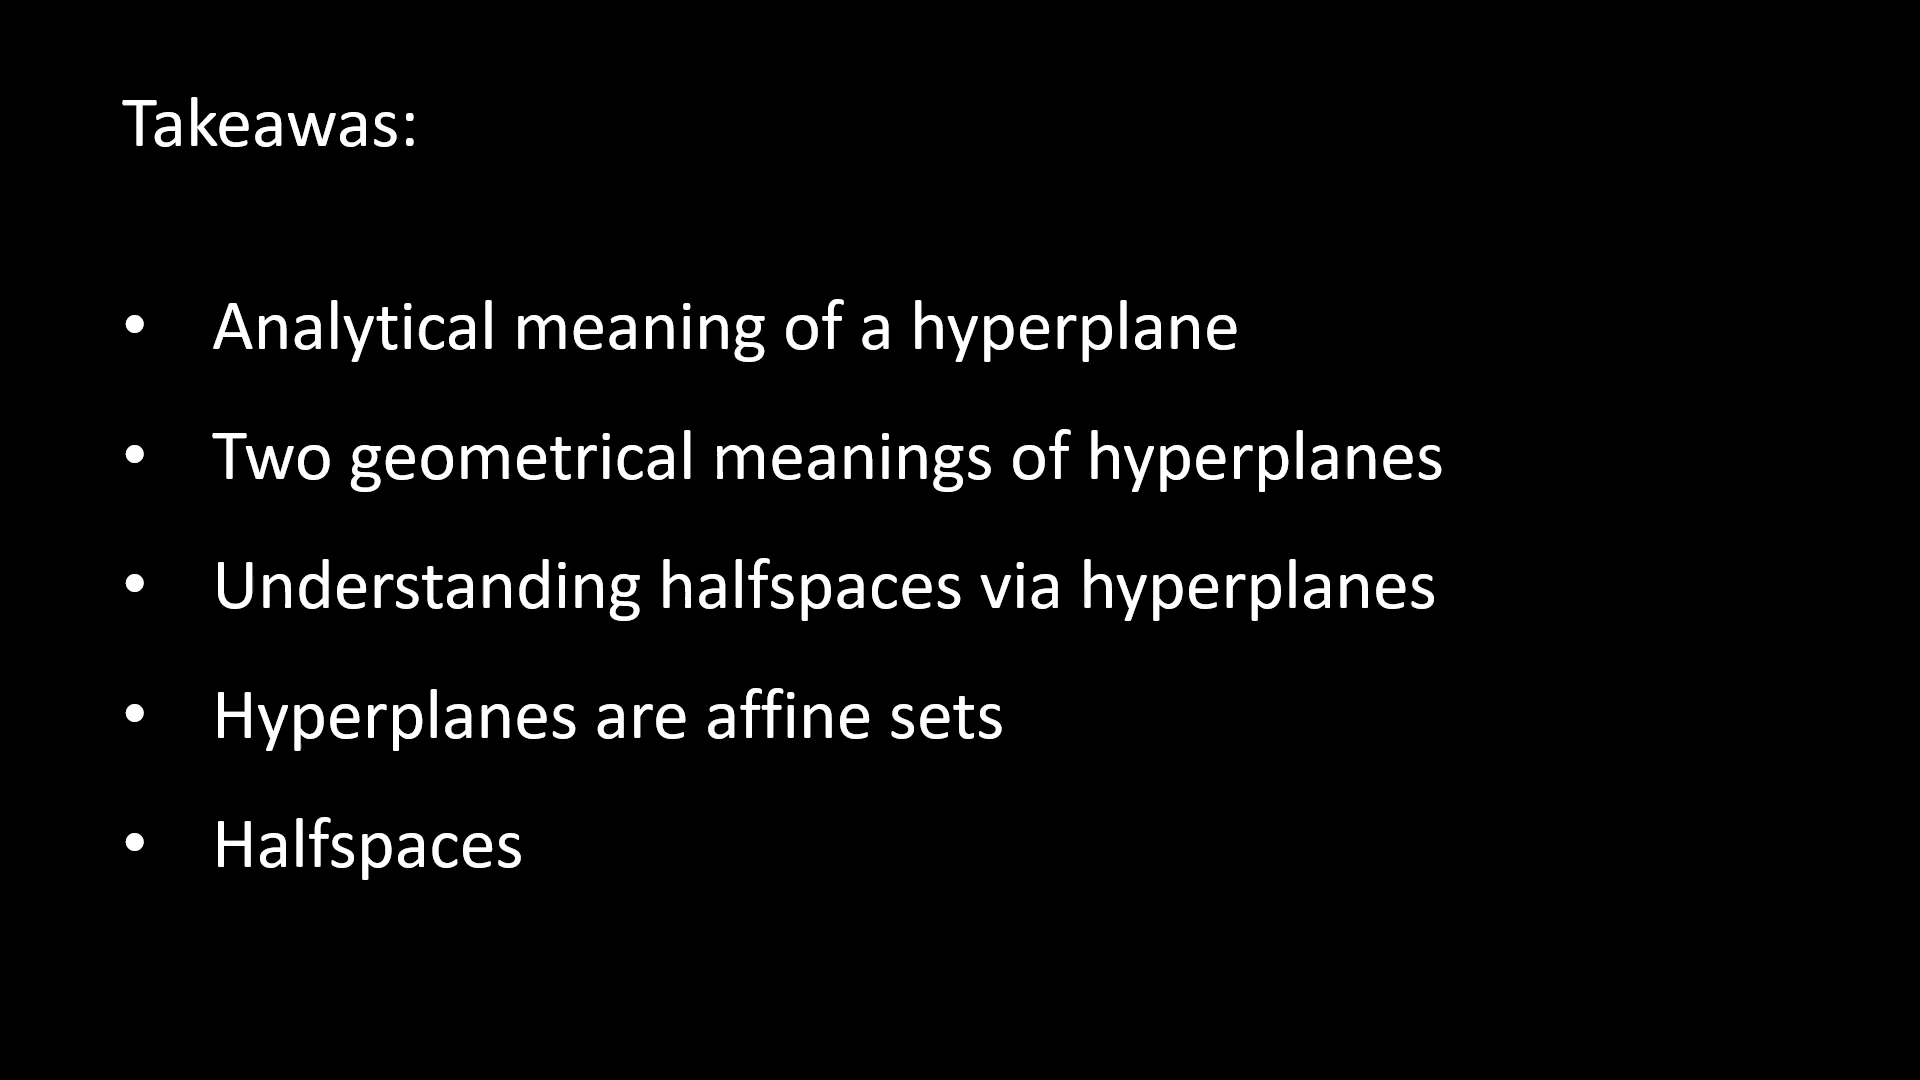 Takeawas:
• Analytical meaning of a hyperplane
• Two geometrical meanings of hyperplanes
• Understanding halfspaces via hyperplanes
• Hyperplanes are affine sets
• Halfspaces